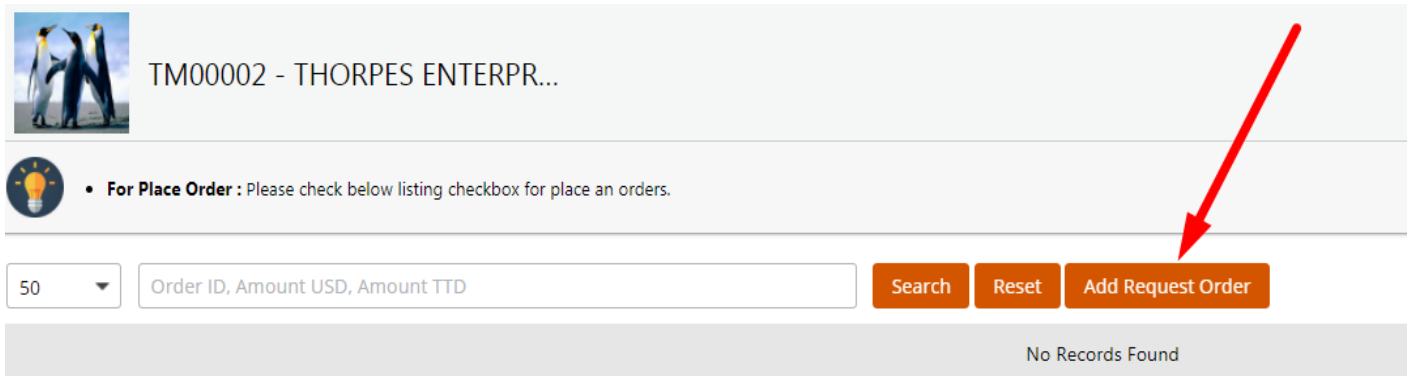 TM00002 - THORPES ENTERPR...
• For Place Order : Please check below listing checkbox for place an orders.
50 Order ID, Amount USD, Amount TTD Search Reset Add Request Order
No Records Found